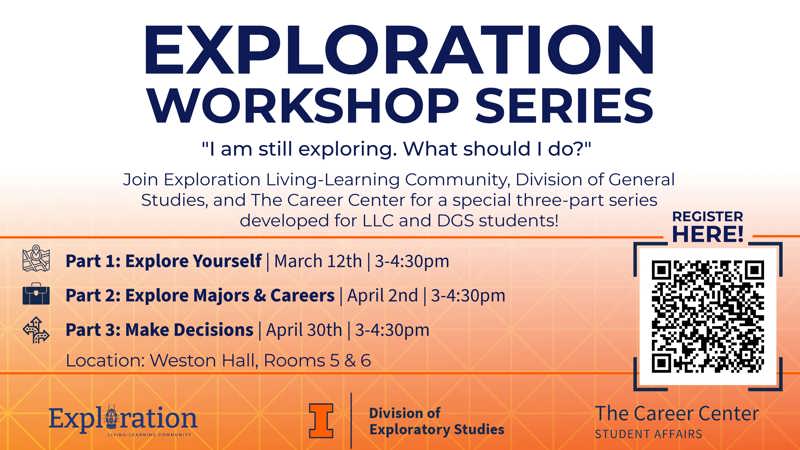 EXPLORATION
WORKSHOP SERIES
"I am still exploring. What should I do?"
Join Exploration Living-Learning Community, Division of General
Studies, and The Career Center for a special three-part series
developed for LLC and DGS students!
REGISTER
HERE!
Part 1: Explore Yourself | March 12th | 3-4:30pm
Part 2: Explore Majors & Careers | April 2nd | 3-4:30pm
Part 3: Make Decisions | April 30th | 3-4:30pm
Location: Weston Hall, Rooms 5 & 6
Exploration
LIVING-LEARNING COMMUNITY
I
Division of
Exploratory Studies
The Career Center
STUDENT AFFAIRS